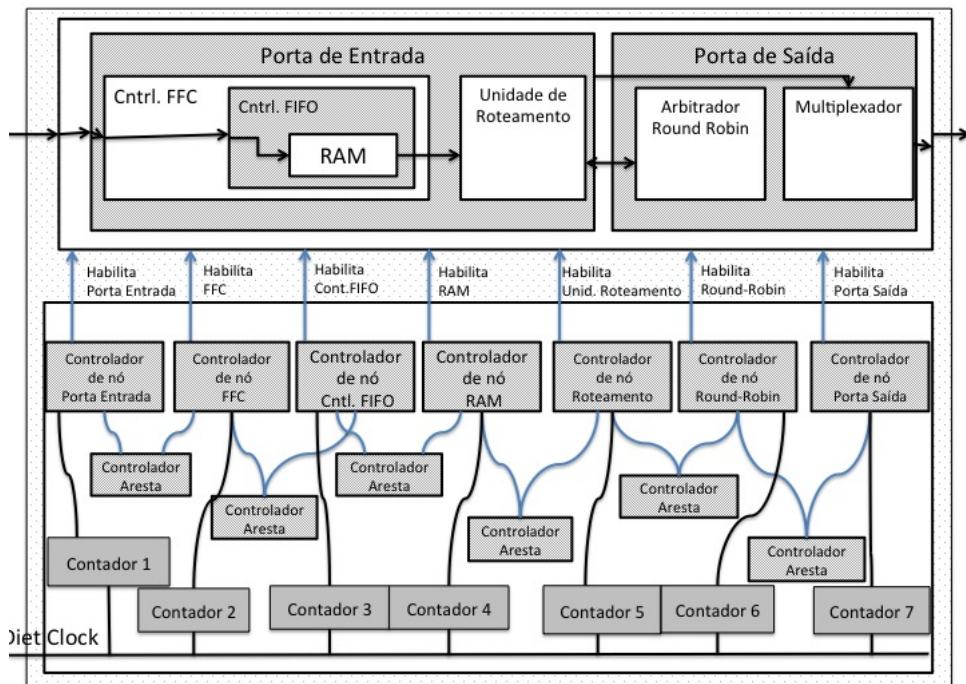 Porta de Entrada
Porta de Saída
Cntrl. FFC
Cntrl. FIFO
RAM
Unidade de
Roteamento
Arbitrador
Round Robin
Multiplexador
Habilita
Porta Entrada
Habilita
FFC
Habilita
Cont.FIFO
Habilita
RAM
Habilita
Unid. Roteamento
Habilita
Round-Robin
Habilita
Porta Saída
Controlador
de nó
Porta Entrada
Controlador
de nó
FFC
Controlador
de nó
Cntl. FIFO
Controlador
de nó
RAM
Controlador
de nó
Roteamento
Controlador
de nó
Round-Robin
Controlador
de nó
Porta Saída
Controlador
Aresta
Controlador
Aresta
Controlador
Aresta
Controlador
Aresta
Controlador
Aresta
Controlador
Aresta
Contador 1
Contador 2
Contador 3
Contador 4
Contador 5
Contador 6
Contador 7
Diet Clock